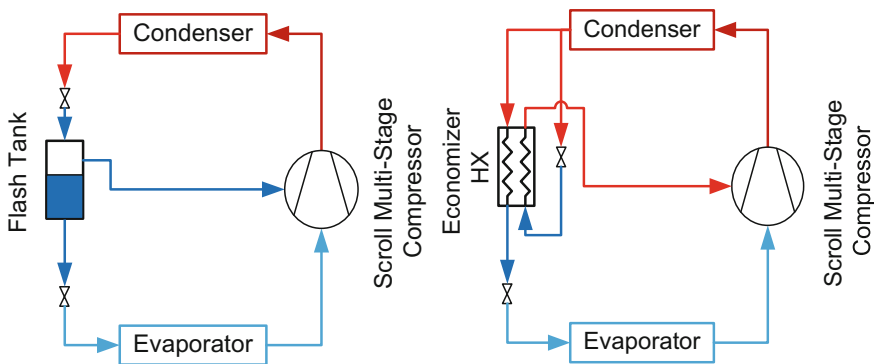 Condenser
Flash Tank
Scroll Multi-Stage
Compressor
Evaporator
Condenser
Economizer
HX
Scroll Multi-Stage
Compressor
Evaporator